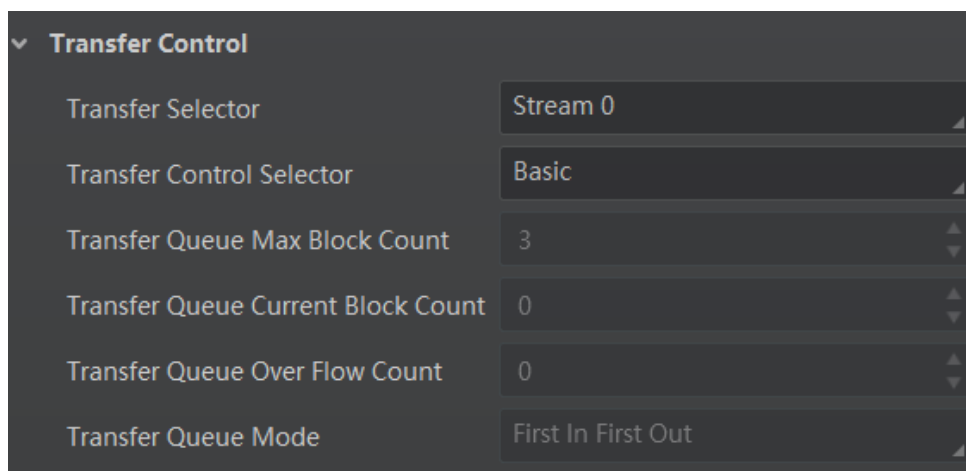 Transfer Control
Transfer Selector Stream 0
Transfer Control Selector Basic
Transfer Queue Max Block Count 3
Transfer Queue Current Block Count 0
Transfer Queue Over Flow Count 0
Transfer Queue Mode First In First Out